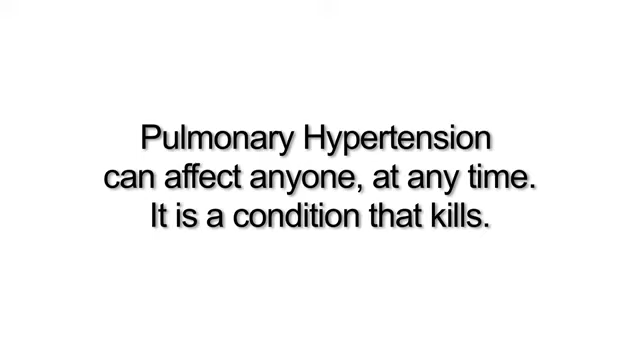 Pulmonary Hypertension
can affect anyone, at any time.
It is a condition that kills.